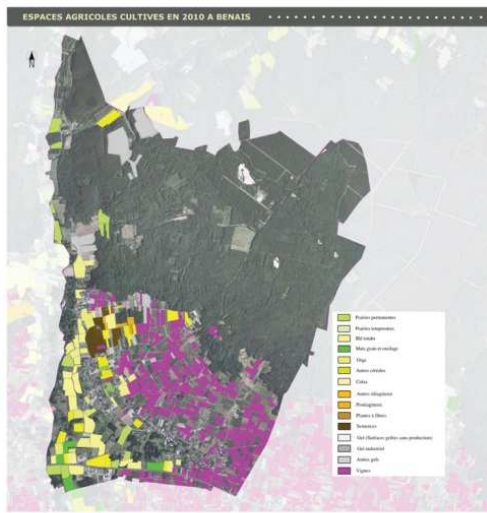 ESPACES AGRICOLES CULTIVES EN 2010 A BENAIS
N
Prairies permanentes
Prairies temporaires
Blé tendre
Maïs grain et ensilage
Orge
Autres céréales
Colza
Autres oléagineux
Protéagineux
Plantes à fibres
Semences
Gel (Surfaces gelées sans production)
Gel industriel
Autres gels
Vignes